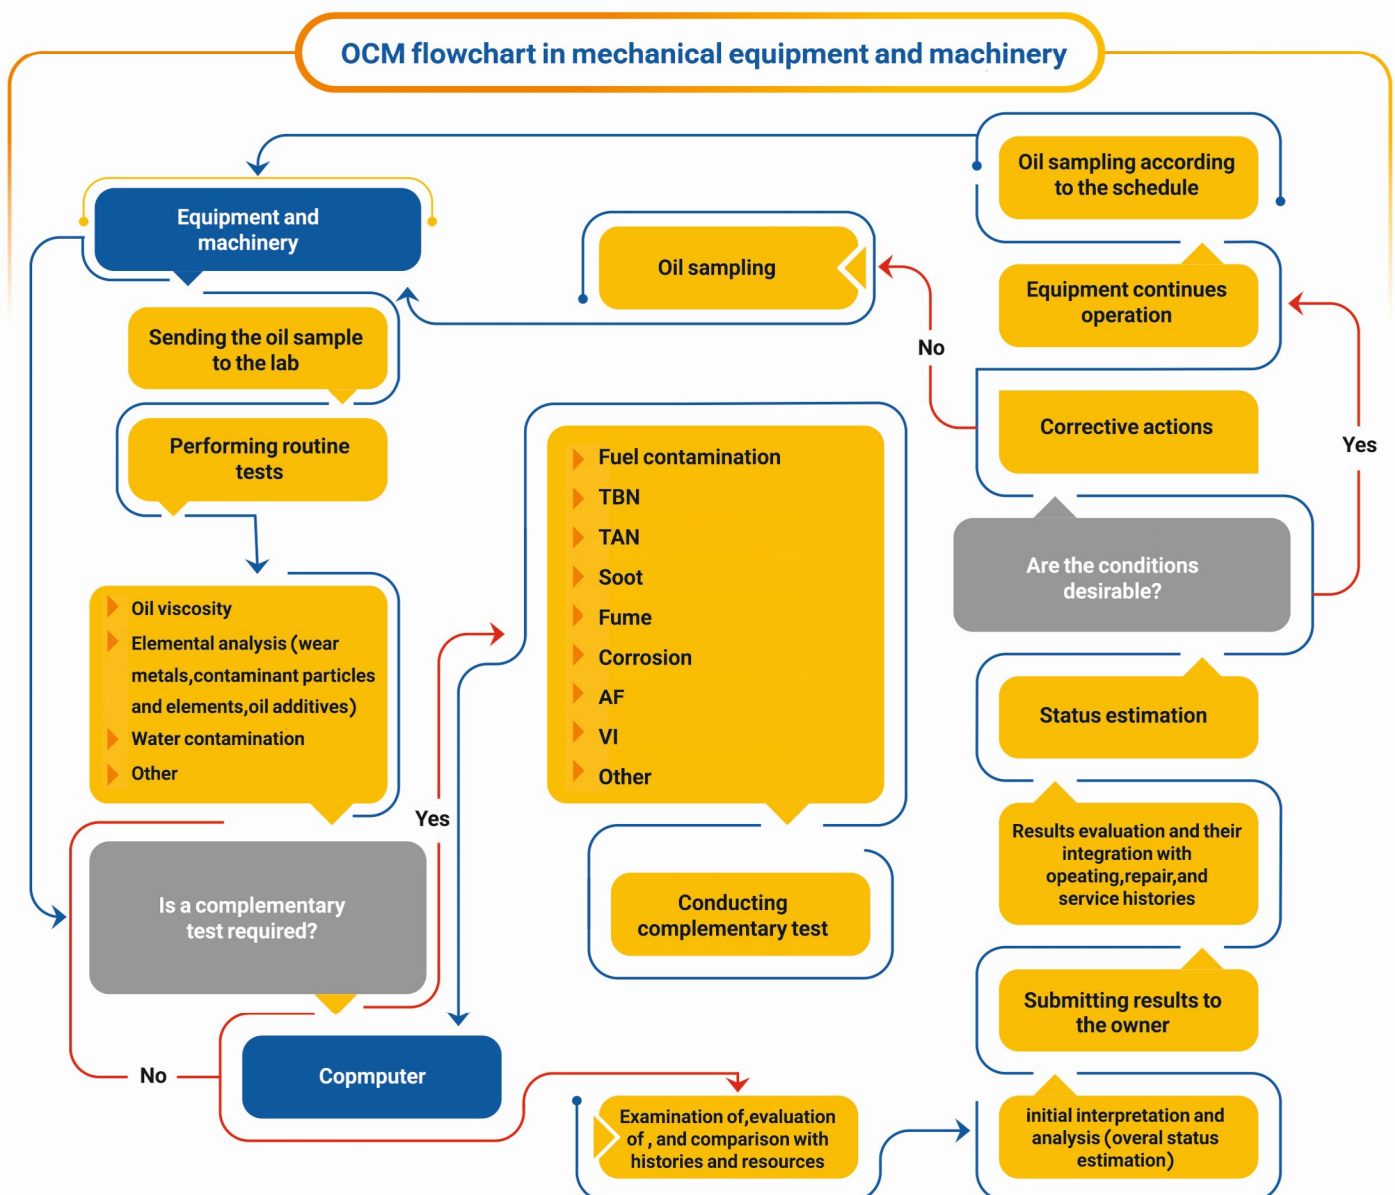 OCM flowchart in mechanical equipment and machinery
Oil sampling according
to the schedule
Equipment and
machinery
Oil sampling
Equipment continues
operation
Sending the oil sample
to the lab
No
Corrective actions
Yes
Performing routine
tests
Fuel contamination
TBN
TAN
Soot
Fume
Corrosion
AF
VI
Other
Are the conditions
desirable?
Oil viscosity
Elemental analysis (wear
metals,contaminant particles
and elements,oil additives)
Water contamination
Other
Status estimation
Yes
Results evaluation and their
integration with
opeating,repair,and
service histories
Is a complementary
test required?
Conducting
complementary test
Submitting results to
the owner
No
Copmputer
Examination of,evaluation
of , and comparison with
histories and resources
initial interpretation and
analysis (overal status
estimation)